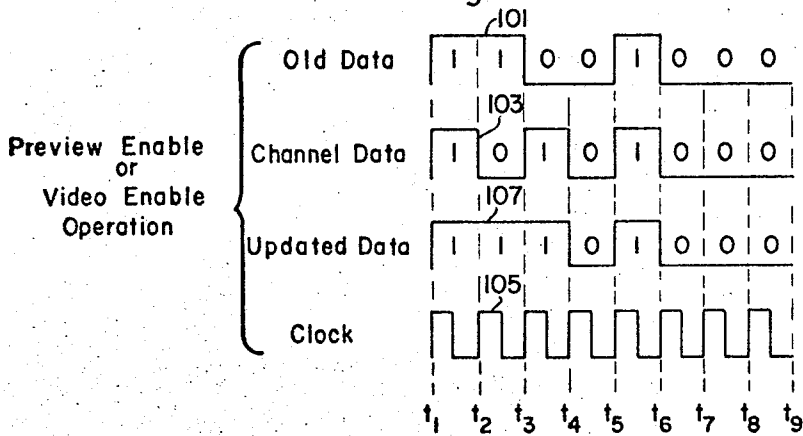 101
Old Data 1 1 0 0 1 0 0 0
103
Preview Enable
or
Video Enable
Operation
Channel Data 1 0 1 0 1 0 0 0
107
Updated Data 1 1 1 0 1 0 0 0
105
Clock
t1 t2 t3 t4 t5 t6 t7 t8 t9